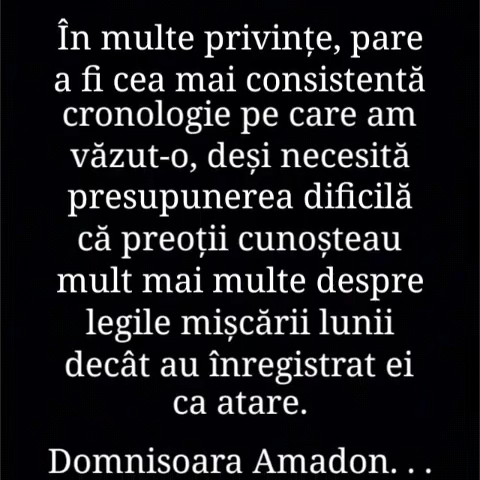 În multe privințe, pare
a fi cea mai consistentă
cronologie pe care am
văzut-o, deși necesită
presupunerea dificilă
că preoții cunoșteau
mult mai multe despre
legile mișcării lunii
decât au înregistrat ei
ca atare.
Domnisoara Amadon. . .